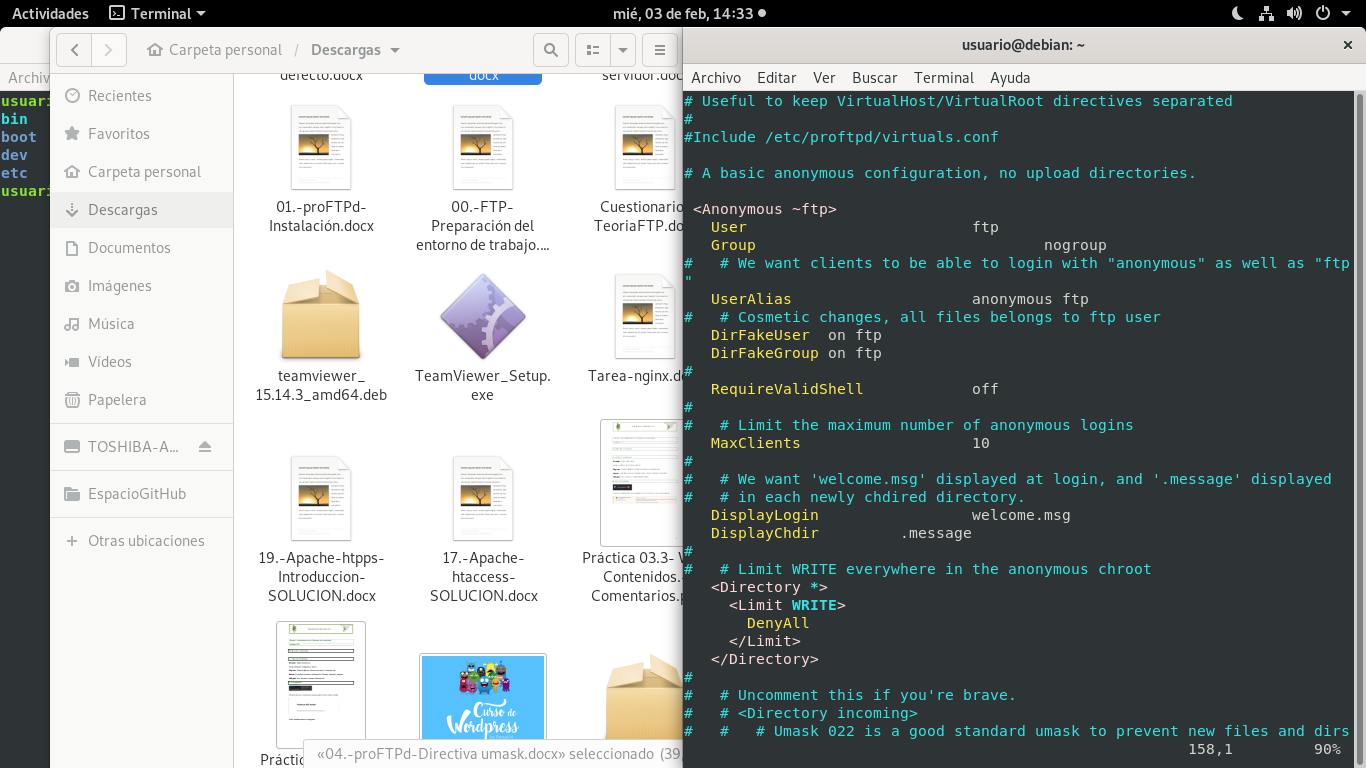 Actividades
Terminal
mié, 03 de feb, 14:33
Archiv
usuari
bin
boot
dev
etc
usuari
Carpeta personal / Descargas
Recientes
Favoritos
Carpeta personal
Descargas
Documentos
Imágenes
Música
Vídeos
Papelera
TOSHIBA-A...
EspacioGitHub
+ Otras ubicaciones
defecto.docx
docx
servidor.doc
01.-proFTPd-
Instalación.docx
00.-FTP-
Preparación del
entorno de trabajo....
Cuestionario
TeoriaFTP.do
teamviewer_
15.14.3_amd64.deb
TeamViewer_Setup.
exe
Tarea-nginx.do
19.-Apache-htpps-
Introduccion-
SOLUCION.docx
17.-Apache-
htaccess-
SOLUCION.docx
Práctica 03.3- W
Contenidos.
Comentarios.p
Curso de
Wordpress
Práctic
«04.-proFTPd-Directiva umask.docx» seleccionado (39,
usuario@debian: ~
Archivo Editar Ver Buscar Terminal Ayuda
# Useful to keep VirtualHost/VirtualRoot directives separated
#
#Include /etc/proftpd/virtuals.conf
# A basic anonymous configuration, no upload directories.
<Anonymous ~ftp>
User ftp
Group nogroup
# # We want clients to be able to login with "anonymous" as well as "ftp
"
UserAlias anonymous ftp
# # Cosmetic changes, all files belongs to ftp user
DirFakeUser on ftp
DirFakeGroup on ftp
#
RequireValidShell off
#
# # Limit the maximum number of anonymous logins
MaxClients 10
#
# # We want 'welcome.msg' displayed at login, and '.message' displayed
# # in each newly chdired directory.
DisplayLogin welcome.msg
DisplayChdir .message
#
# # Limit WRITE everywhere in the anonymous chroot
<Directory *>
<Limit WRITE>
DenyAll
</Limit>
</Directory>
#
# # Uncomment this if you're brave.
# # <Directory incoming>
# # # Umask 022 is a good standard umask to prevent new files and dirs
158,1 90%